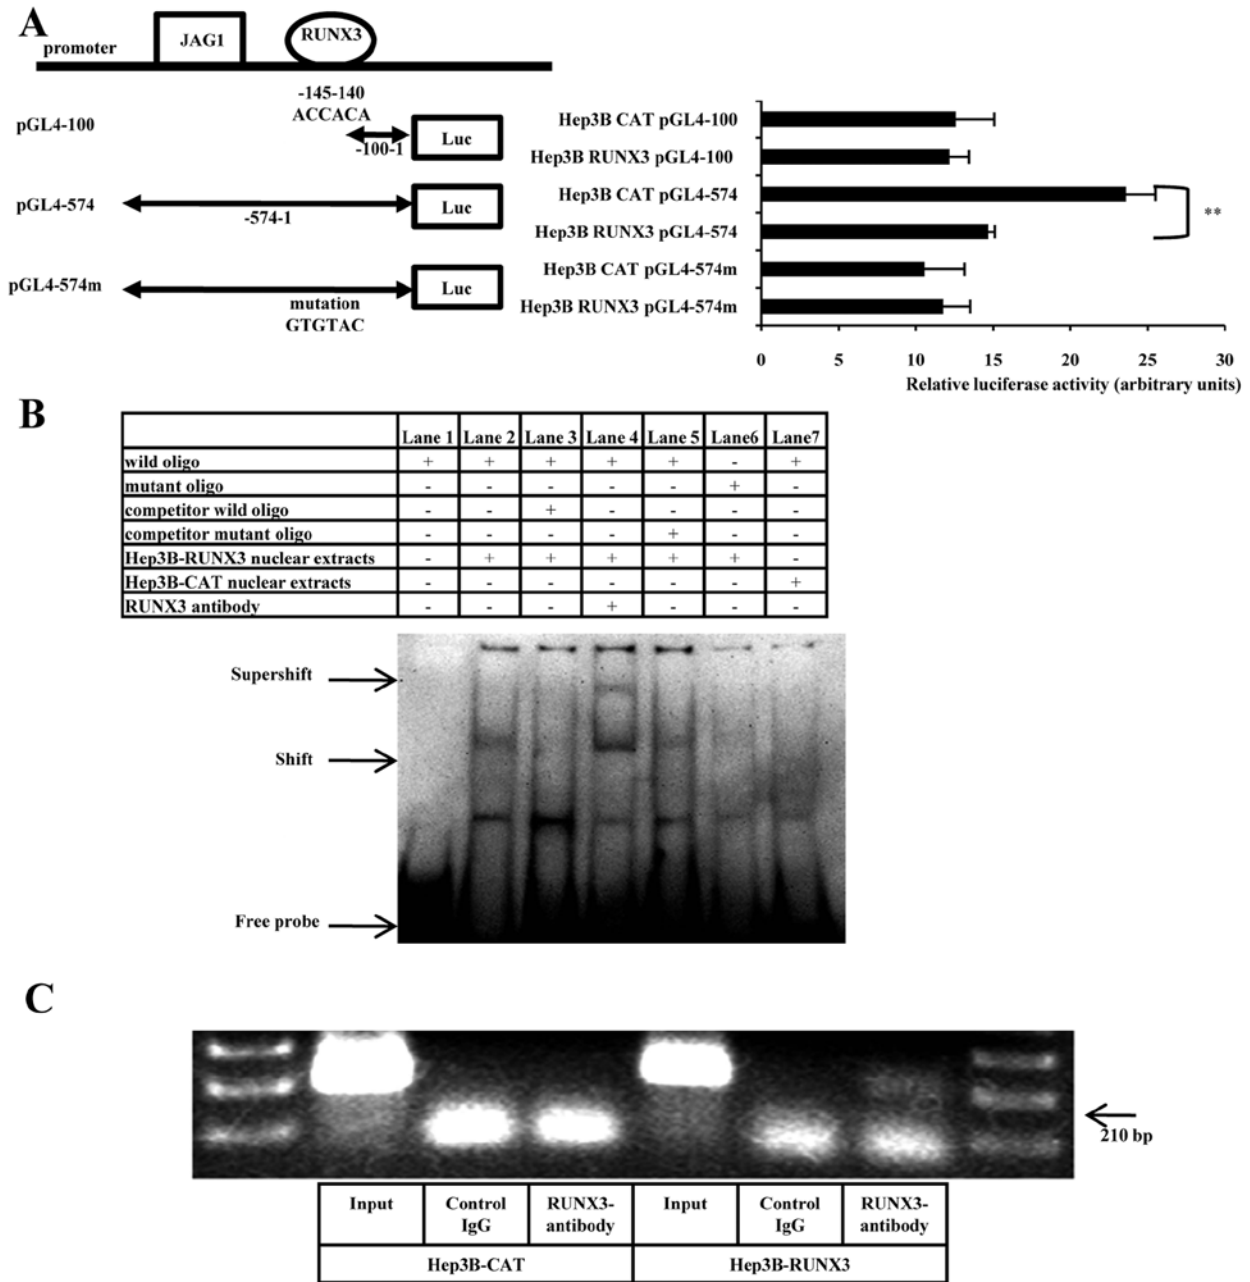 A
promoter
JAG1
RUNX3
-145-140
ACCACA
pGL4-100
-100-1
Luc
pGL4-574
-574-1
Luc
pGL4-574m
mutation
GTGTAC
Luc
Hep3B CAT pGL4-100
Hep3B RUNX3 pGL4-100
Hep3B CAT pGL4-574
Hep3B RUNX3 pGL4-574
Hep3B CAT pGL4-574m
Hep3B RUNX3 pGL4-574m
**
0 5 10 15 20 25 30
Relative luciferase activity (arbitrary units)
B
Lane 1 Lane 2 Lane 3 Lane 4 Lane 5 Lane6 Lane7
wild oligo + + + + + - +
mutant oligo - - - - - + -
competitor wild oligo - - + - - - -
competitor mutant oligo - - - - + - -
Hep3B-RUNX3 nuclear extracts - + + + + + -
Hep3B-CAT nuclear extracts - - - - - - +
RUNX3 antibody - - - + - - -
Supershift
Shift
Free probe
C
210 bp
Input Control IgG RUNX3-antibody Input Control IgG RUNX3-antibody
Hep3B-CAT Hep3B-RUNX3